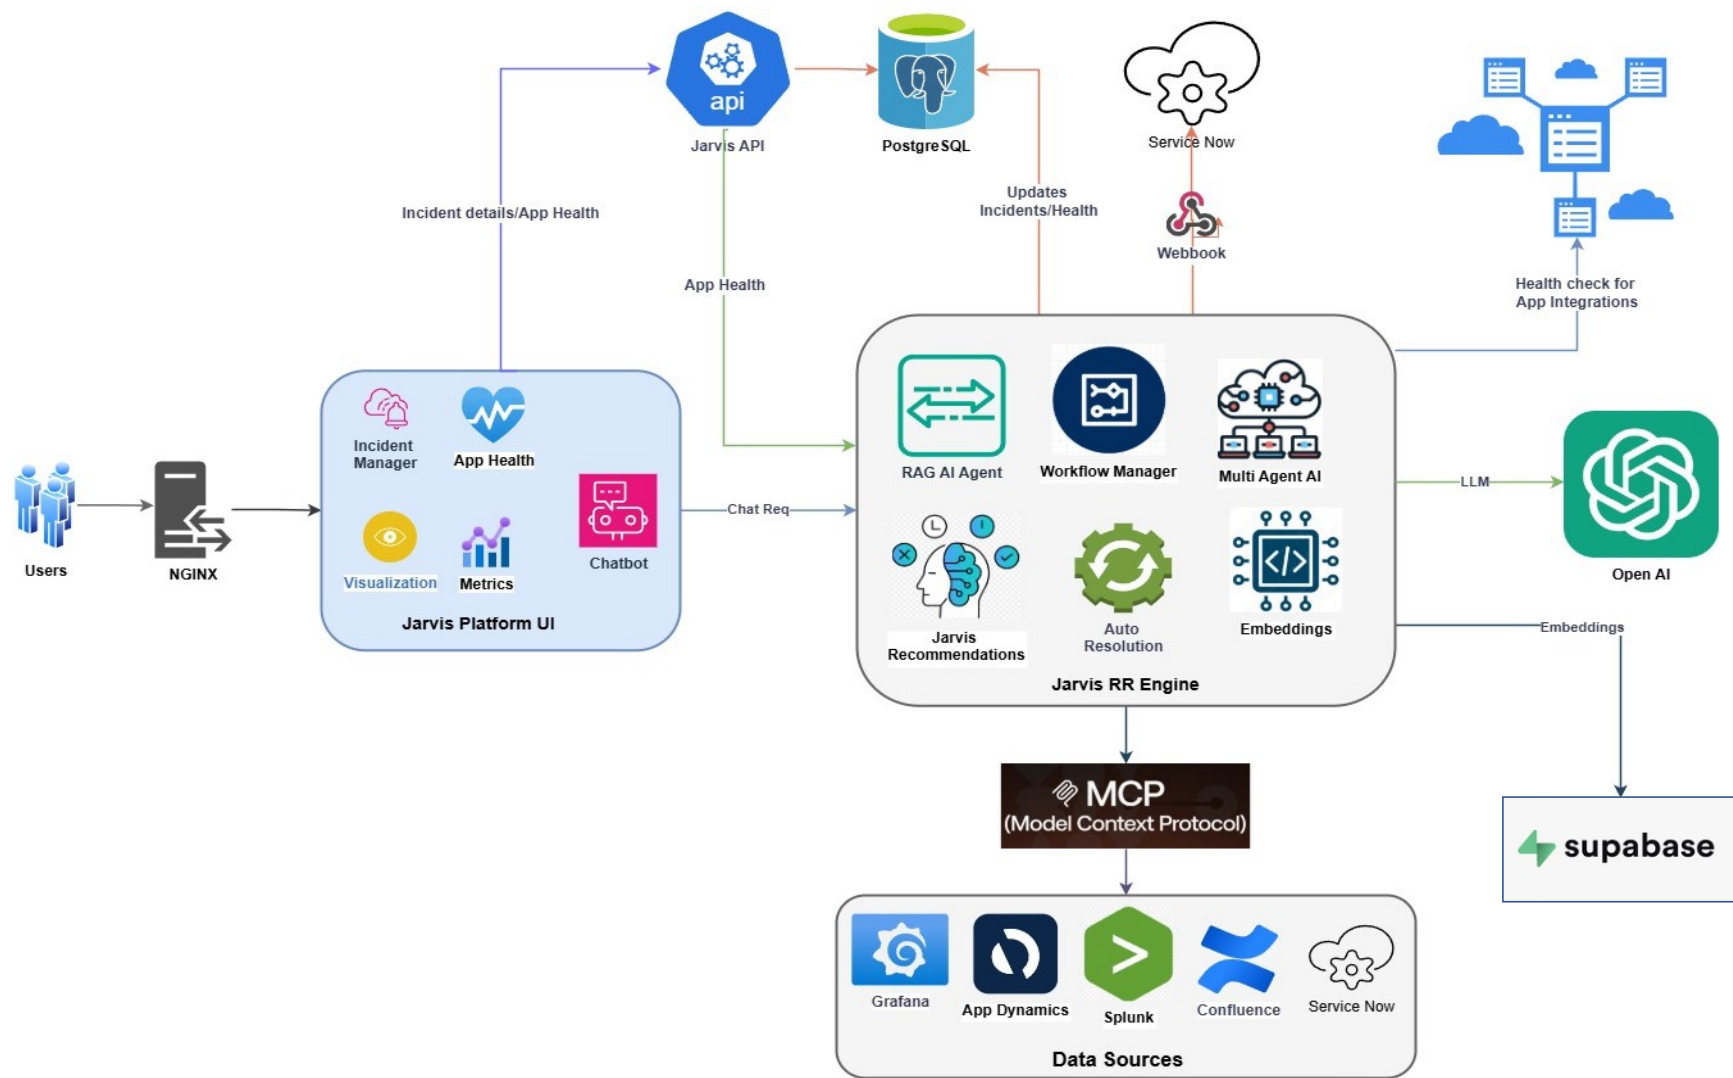 api
Jarvis API
PostgreSQL
Service Now
Incident details/App Health
Updates
Incidents/Health
Webbook
App Health
Health check for
App Integrations
Incident
Manager
App Health
Visualization
Metrics
Chatbot
Jarvis Platform UI
Users
NGINX
Chat Req
RAG AI Agent
Workflow Manager
Multi Agent AI
Jarvis
Recommendations
Auto
Resolution
</>
Embeddings
Jarvis RR Engine
LLM
Open AI
Embeddings
MCP
(Model Context Protocol)
supabase
Grafana
App Dynamics
>
Splunk
Confluence
Service Now
Data Sources